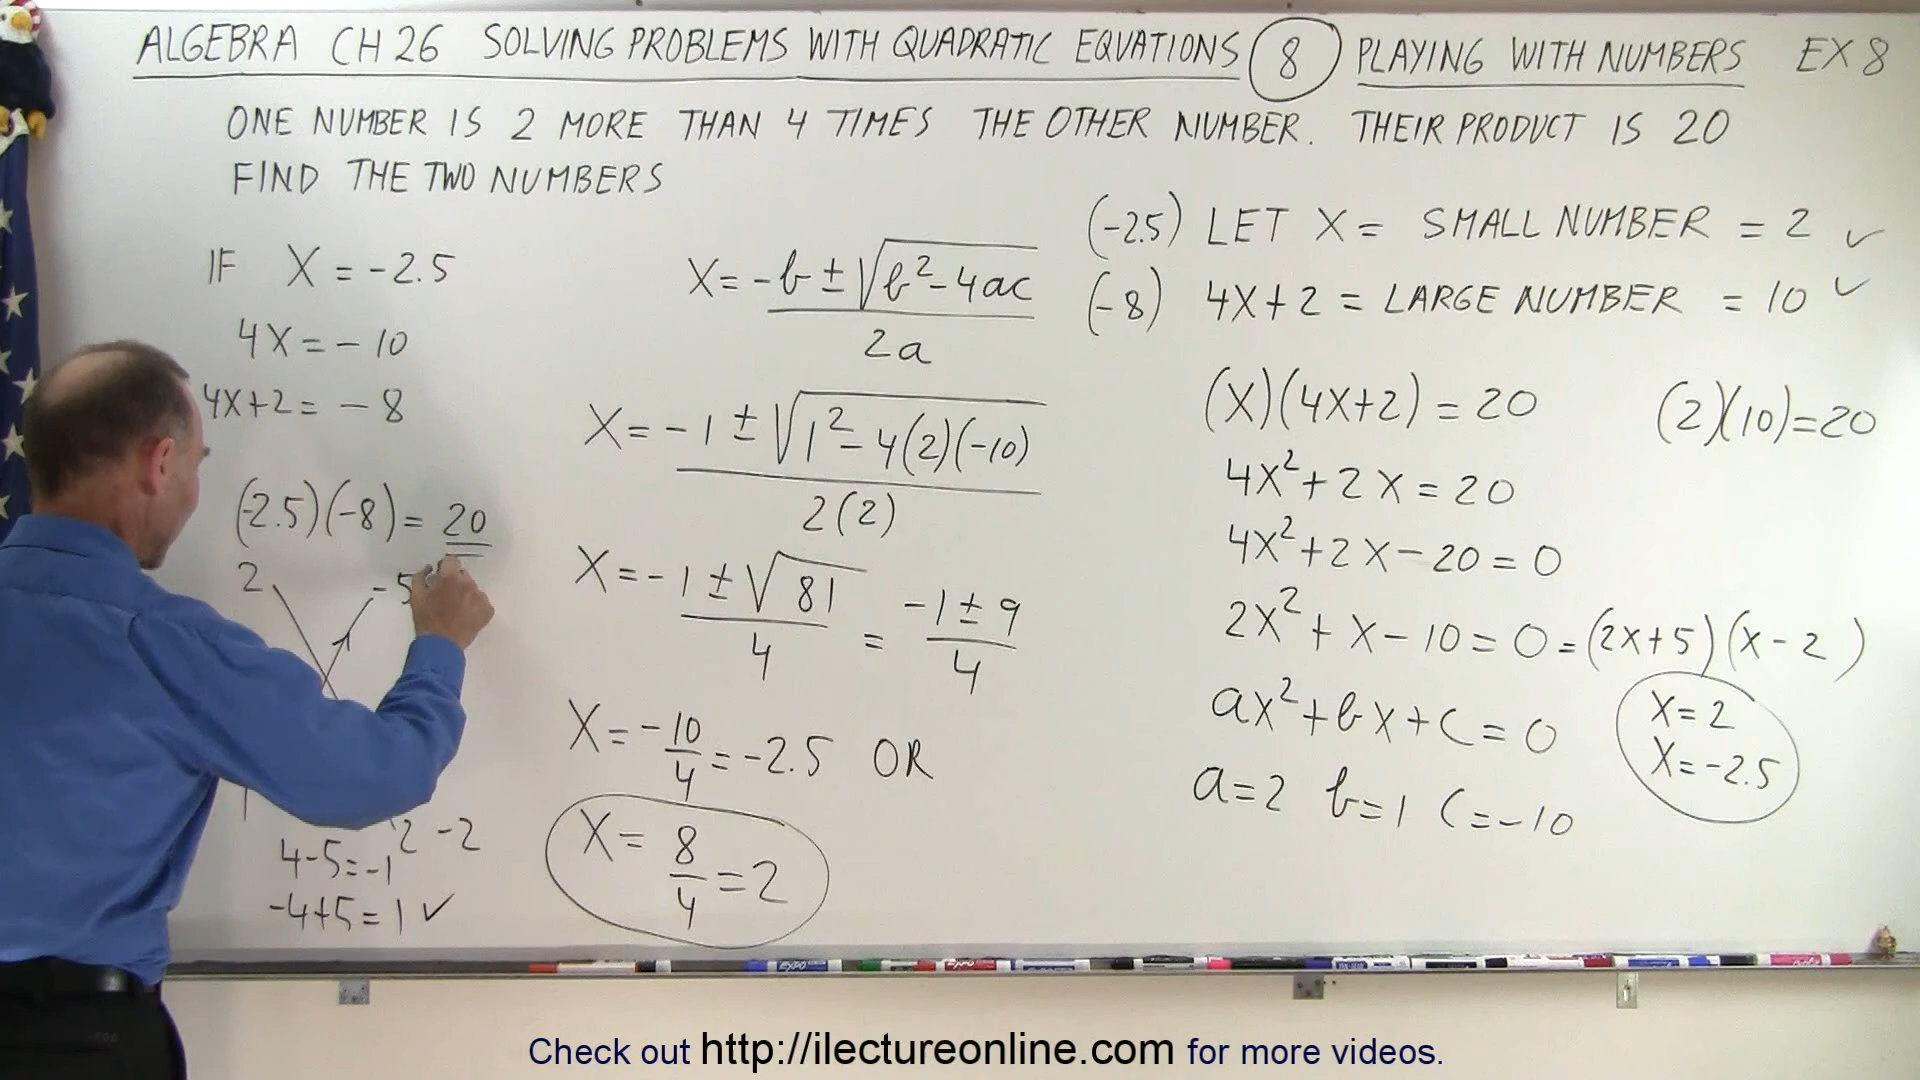 ALGEBRA CH 26 SOLVING PROBLEMS WITH QUADRATIC EQUATIONS 8 PLAYING WITH NUMBERS EX 8
ONE NUMBER IS 2 MORE THAN 4 TIMES THE OTHER NUMBER. THEIR PRODUCT IS 20
FIND THE TWO NUMBERS
IF X = -2.5
4X = -10
4X+2 = -8
(-2.5)(-8) = 20
2 -5
2 -2
4-5=-1
-4+5=1 ✓
X = -b ± √b² - 4ac
2a
X = -1 ± √1² - 4(2)(-10)
2(2)
X = -1 ± √81 = -1 ± 9
4 4
X = -10/4 = -2.5 OR
X = 8/4 = 2
(-2.5) LET X = SMALL NUMBER = 2 ✓
(-8) 4X+2 = LARGE NUMBER = 10 ✓
(X)(4X+2) = 20 (2)(10)=20
4X²+2X = 20
4X²+2X-20 = 0
2X²+X-10 = 0 = (2X+5)(X-2)
aX²+bX+C = 0
X=2
X=-2.5
a=2 b=1 C=-10
EXPO
Check out http://ilectureonline.com for more videos.